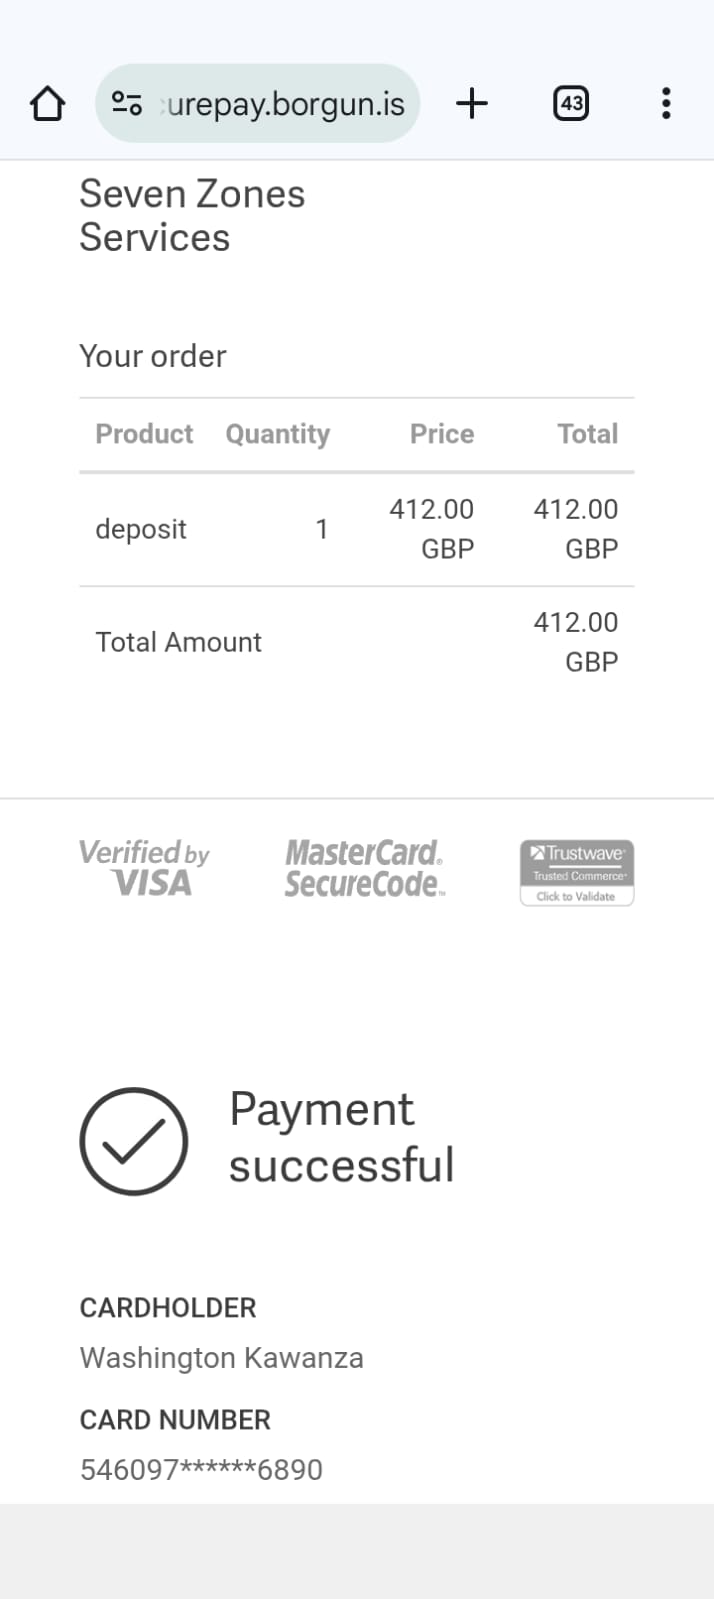 urepay.borgun.is
43
Seven Zones
Services
Your order
Product Quantity Price Total
deposit 1 412.00 GBP 412.00 GBP
Total Amount 412.00 GBP
Verified by VISA
MasterCard. SecureCode.™
Trustwave®
Trusted Commerce®
Click to Validate
Payment
successful
CARDHOLDER
Washington Kawanza
CARD NUMBER
546097******6890